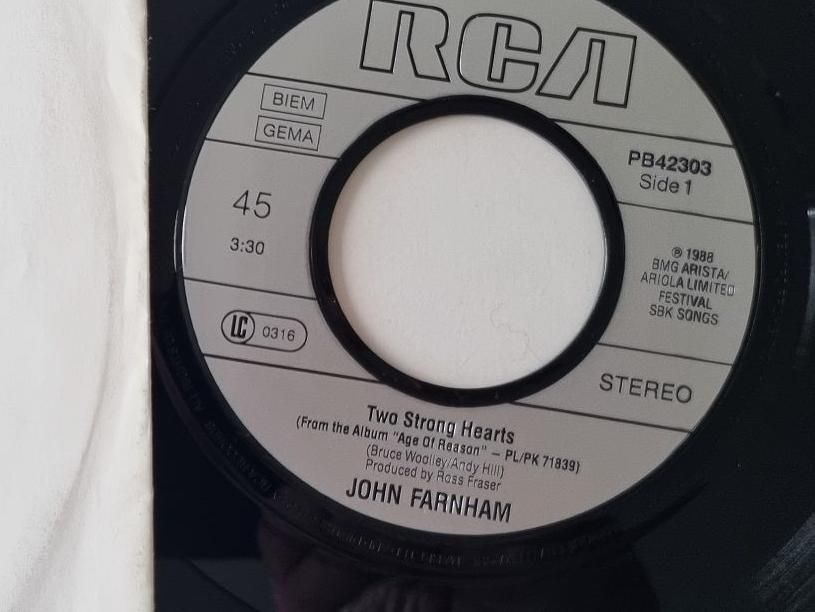 RCA
BIEM
GEMA
45
3:30
LC 0316
PB42303
Side 1
℗ 1988
BMG ARISTA/
ARIOLA LIMITED
FESTIVAL
SBK SONGS
STEREO
Two Strong Hearts
(From the Album "Age Of Reason" – PL/PK 71839)
(Bruce Woolley/Andy Hill)
Produced by Ross Fraser
JOHN FARNHAM